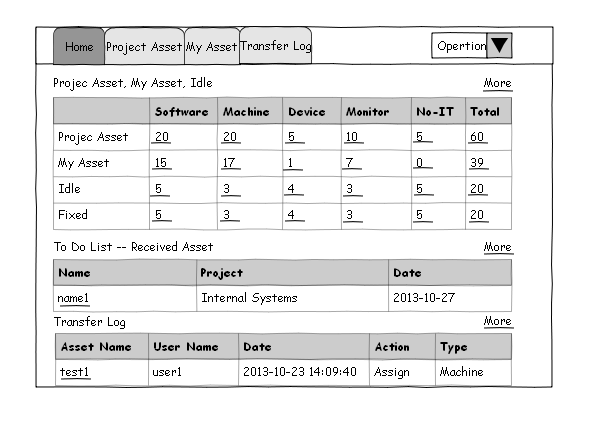 Home Project Asset My Asset Transfer Log Opertion
Projec Asset, My Asset, Idle More
Software Machine Device Monitor No-IT Total
Projec Asset 20 20 5 10 5 60
My Asset 15 17 1 7 0 39
Idle 5 3 4 3 5 20
Fixed 5 3 4 3 5 20
To Do List -- Received Asset More
Name Project Date
name1 Internal Systems 2013-10-27
Transfer Log More
Asset Name User Name Date Action Type
test1 user1 2013-10-23 14:09:40 Assign Machine